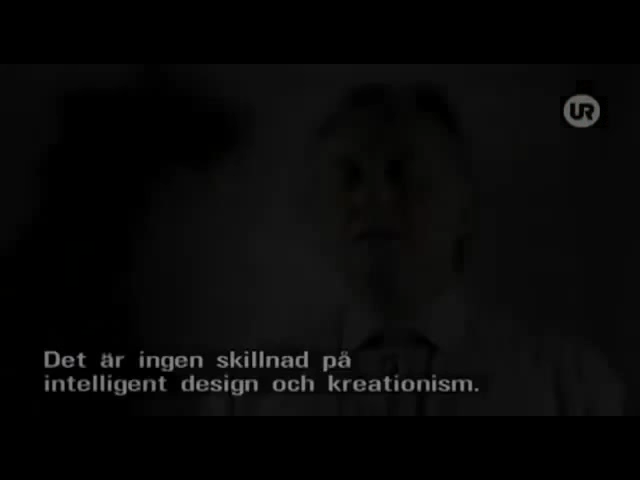 UR
Det är ingen skillnad på
intelligent design och kreationism.